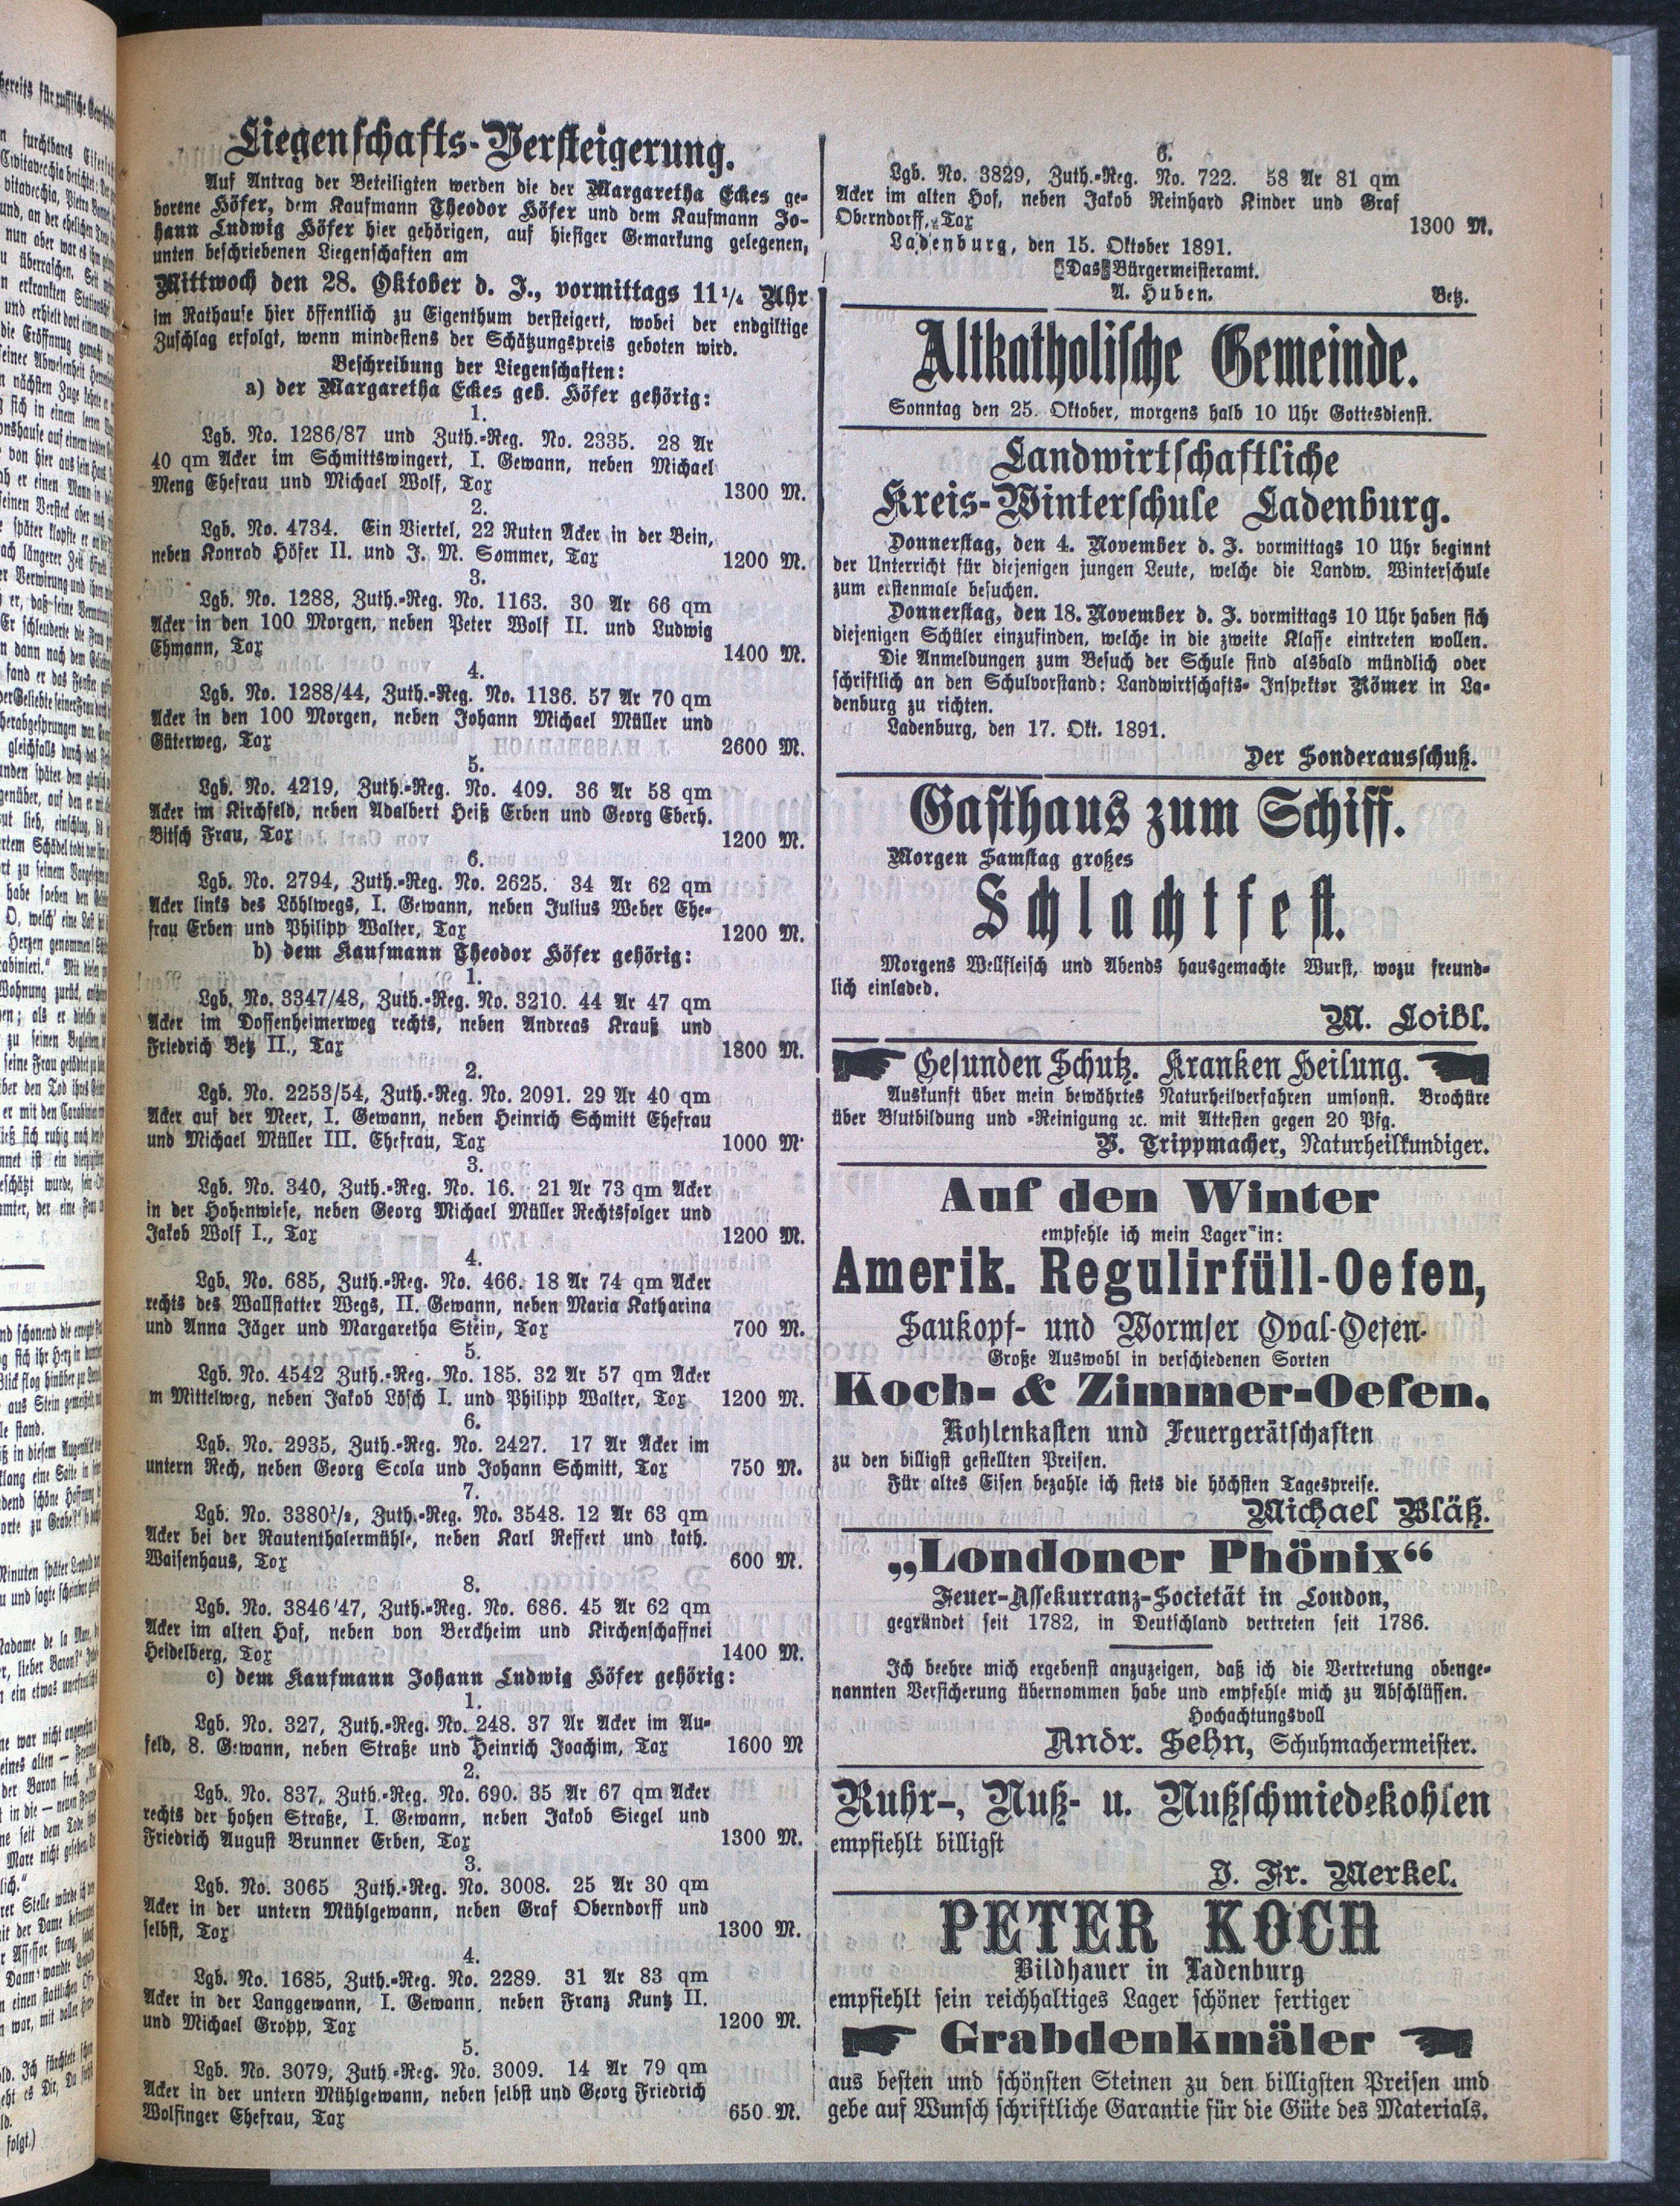 Liegenschafts-Versteigerung.
Auf Antrag der Beteiligten werden die der Margaretha Eckes ge-
borene Höfer, dem Kaufmann Theodor Höfer und dem Kaufmann Jo-
hann Ludwig Höfer hier gehörigen, auf hiesiger Gemarkung gelegenen,
unten beschriebenen Liegenschaften am
Mittwoch den 28. Oktober d. J., vormittags 11¼ Uhr
im Rathause hier öffentlich zu Eigenthum versteigert, wobei der endgiltige
Zuschlag erfolgt, wenn mindestens der Schätzungspreis geboten wird.
Beschreibung der Liegenschaften:
a) der Margaretha Eckes geb. Höfer gehörig:
1.
Lgb. No. 1286/87 und Zuth.-Reg. No. 2335. 28 Ar
40 qm Acker im Schmittswingert, I. Gewann, neben Michael
Meng Ehefrau und Michael Wolf, Tax 1300 M.
2.
Lgb. No. 4734. Ein Viertel, 22 Ruten Acker in der Bein,
neben Konrad Höfer II. und J. M. Sommer, Tax 1200 M.
3.
Lgb. No. 1288, Zuth.-Reg. No. 1163. 30 Ar 66 qm
Acker in den 100 Morgen, neben Peter Wolf II. und Ludwig
Ehmann, Tax 1400 M.
4.
Lgb. No. 1288/44, Zuth.-Reg. No. 1136. 57 Ar 70 qm
Acker in den 100 Morgen, neben Johann Michael Müller und
Güterweg, Tax 2600 M.
5.
Lgb. No. 4219, Zuth.-Reg. No. 409. 36 Ar 58 qm
Acker im Kirchfeld, neben Adalbert Heiß Erben und Georg Eberh.
Bitsch Frau, Tax 1200 M.
6.
Lgb. No. 2794, Zuth.-Reg. No. 2625. 34 Ar 62 qm
Acker links des Löhlwegs, I. Gewann, neben Julius Weber Ehe-
frau Erben und Philipp Walter, Tax 1200 M.
b) dem Kaufmann Theodor Höfer gehörig:
1.
Lgb. No. 3347/48, Zuth.-Reg. No. 3210. 44 Ar 47 qm
Acker im Dossenheimerweg rechts, neben Andreas Krauß und
Friedrich Betz II., Tax 1800 M.
2.
Lgb. No. 2253/54, Zuth.-Reg. No. 2091. 29 Ar 40 qm
Acker auf der Meer, I. Gewann, neben Heinrich Schmitt Ehefrau
und Michael Müller III. Ehefrau, Tax 1000 M.
3.
Lgb. No. 340, Zuth.-Reg. No. 16. 21 Ar 73 qm Acker
in der Hohenwiese, neben Georg Michael Müller Rechtsfolger und
Jakob Wolf I., Tax 1200 M.
4.
Lgb. No. 685, Zuth.-Reg. No. 466. 18 Ar 74 qm Acker
rechts des Wallstatter Wegs, II. Gewann, neben Maria Katharina
und Anna Jäger und Margaretha Stein, Tax 700 M.
5.
Lgb. No. 4542 Zuth.-Reg. No. 185. 32 Ar 57 qm Acker
m Mittelweg, neben Jakob Lösch I. und Philipp Walter, Tax 1200 M.
6.
Lgb. No. 2935, Zuth.-Reg. No. 2427. 17 Ar Acker im
untern Rech, neben Georg Scola und Johann Schmitt, Tax 750 M.
7.
Lgb. No. 3380½, Zuth.-Reg. No. 3548. 12 Ar 63 qm
Acker bei der Rautenthalermühle, neben Karl Reffert und kath.
Waisenhaus, Tax 600 M.
8.
Lgb. No. 3846/47, Zuth.-Reg. No. 686. 45 Ar 62 qm
Acker im alten Hof, neben von Berckheim und Kirchenschaffnei
Heidelberg, Tax 1400 M.
c) dem Kaufmann Johann Ludwig Höfer gehörig:
1.
Lgb. No. 327, Zuth.-Reg. No. 248. 37 Ar Acker im Au-
feld, 8. Gewann, neben Straße und Heinrich Joachim, Tax 1600 M
2.
Lgb. No. 837, Zuth.-Reg. No. 690. 35 Ar 67 qm Acker
rechts der hohen Straße, I. Gewann, neben Jakob Siegel und
Friedrich August Brunner Erben, Tax 1300 M.
3.
Lgb. No. 3065 Zuth.-Reg. No. 3008. 25 Ar 30 qm
Acker in der untern Mühlgewann, neben Graf Oberndorff und
selbst, Tax 1300 M.
4.
Lgb. No. 1685, Zuth.-Reg. No. 2289. 31 Ar 83 qm
Acker in der Langgewann, I. Gewann, neben Franz Kuntz II.
und Michael Gropp, Tax 1200 M.
5.
Lgb. No. 3079, Zuth.-Reg. No. 3009. 14 Ar 79 qm
Acker in der untern Mühlgewann, neben selbst und Georg Friedrich
Wolfinger Ehefrau, Tax 650 M.
6.
Lgb. No. 3829, Zuth.-Reg. No. 722. 58 Ar 81 qm
Acker im alten Hof, neben Jakob Reinhard Kinder und Graf
Oberndorff, Tax 1300 M.
Ladenburg, den 15. Oktober 1891.
Das Bürgermeisteramt.
A. Huben. Betz.
Altkatholische Gemeinde.
Sonntag den 25. Oktober, morgens halb 10 Uhr Gottesdienst.
Landwirtschaftliche
Kreis-Winterschule Ladenburg.
Donnerstag, den 4. November d. J. vormittags 10 Uhr beginnt
der Unterricht für diejenigen jungen Leute, welche die Landw. Winterschule
zum erstenmale besuchen.
Donnerstag, den 18. November d. J. vormittags 10 Uhr haben sich
diejenigen Schüler einzufinden, welche in die zweite Klasse eintreten wollen.
Die Anmeldungen zum Besuch der Schule sind alsbald mündlich oder
schriftlich an den Schulvorstand: Landwirtschafts- Inspektor Römer in La-
denburg zu richten.
Ladenburg, den 17. Okt. 1891.
Der Sonderausschuß.
Gasthaus zum Schiff.
Morgen Samstag großes
Schlachtfest.
Morgens Wellfleisch und Abends hausgemachte Wurst, wozu freund-
lich einladed.
M. Loibl.
Gesunden Schutz. Kranken Heilung.
Auskunft über mein bewährtes Naturheilverfahren umsonst. Brochüre
über Blutbildung und -Reinigung ꝛc. mit Attesten gegen 20 Pfg.
V. Trippmacher, Naturheilkundiger.
Auf den Winter
empfehle ich mein Lager in:
Amerik. Regulirfüll-Oefen,
Saukopf- und Wormser Oval-Oefen-
Große Auswahl in verschiedenen Sorten
Koch- & Zimmer-Oefen.
Kohlenkasten und Feuergerätschaften
zu den billigst gestellten Preisen.
Für altes Eisen bezahle ich stets die höchsten Tagespreise.
Michael Bläß.
„Londoner Phönix“
Feuer-Assekurranz-Societät in London,
gegründet seit 1782, in Deutschland vertreten seit 1786.
Ich beehre mich ergebenst anzuzeigen, daß ich die Vertretung obenge-
nannten Versicherung übernommen habe und empfehle mich zu Abschlüssen.
Hochachtungsvoll
Andr. Sehn, Schuhmachermeister.
Ruhr-, Nuß- u. Nußschmiedekohlen
empfiehlt billigst
J. Fr. Merkel.
PETER KOCH
Bildhauer in Ladenburg
empfiehlt sein reichhaltiges Lager schöner fertiger
Grabdenkmäler
aus besten und schönsten Steinen zu den billigsten Preisen und
gebe auf Wunsch schriftliche Garantie für die Güte des Materials.